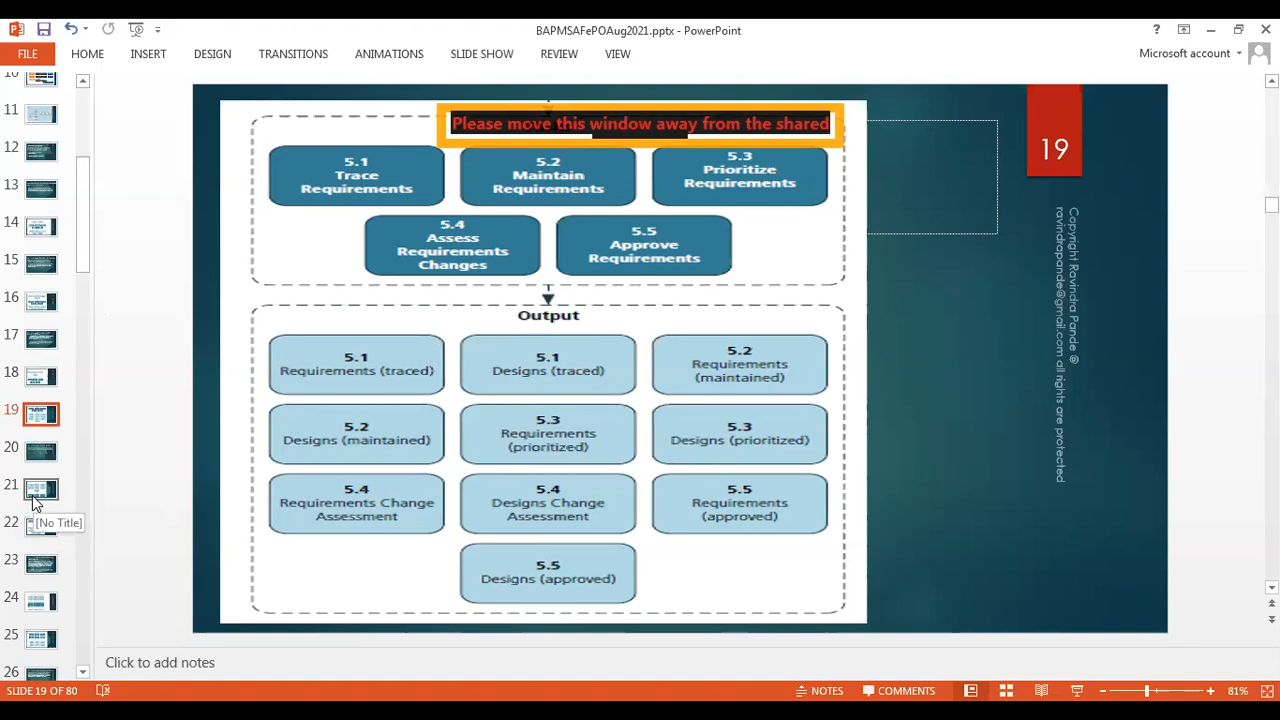 BAPMSAFePOAug2021.pptx - PowerPoint
FILE
HOME
INSERT
DESIGN
TRANSITIONS
ANIMATIONS
SLIDE SHOW
REVIEW
VIEW
Microsoft account
Please move this window away from the shared
5.1
Trace
Requirements
5.2
Maintain
Requirements
5.3
Prioritize
Requirements
5.4
Assess
Requirements
Changes
5.5
Approve
Requirements
Output
5.1
Requirements (traced)
5.1
Designs (traced)
5.2
Requirements
(maintained)
5.2
Designs (maintained)
5.3
Requirements
(prioritized)
5.3
Designs (prioritized)
5.4
Requirements Change
Assessment
5.4
Designs Change
Assessment
5.5
Requirements
(approved)
5.5
Designs (approved)
19
Copyright Ravindra Pande @
ravindrapande@gmail.com all rights are protected
11
12
13
14
15
16
17
18
19
20
21
[No Title]
22
23
24
25
26
Click to add notes
SLIDE 19 OF 80
NOTES
COMMENTS
81%